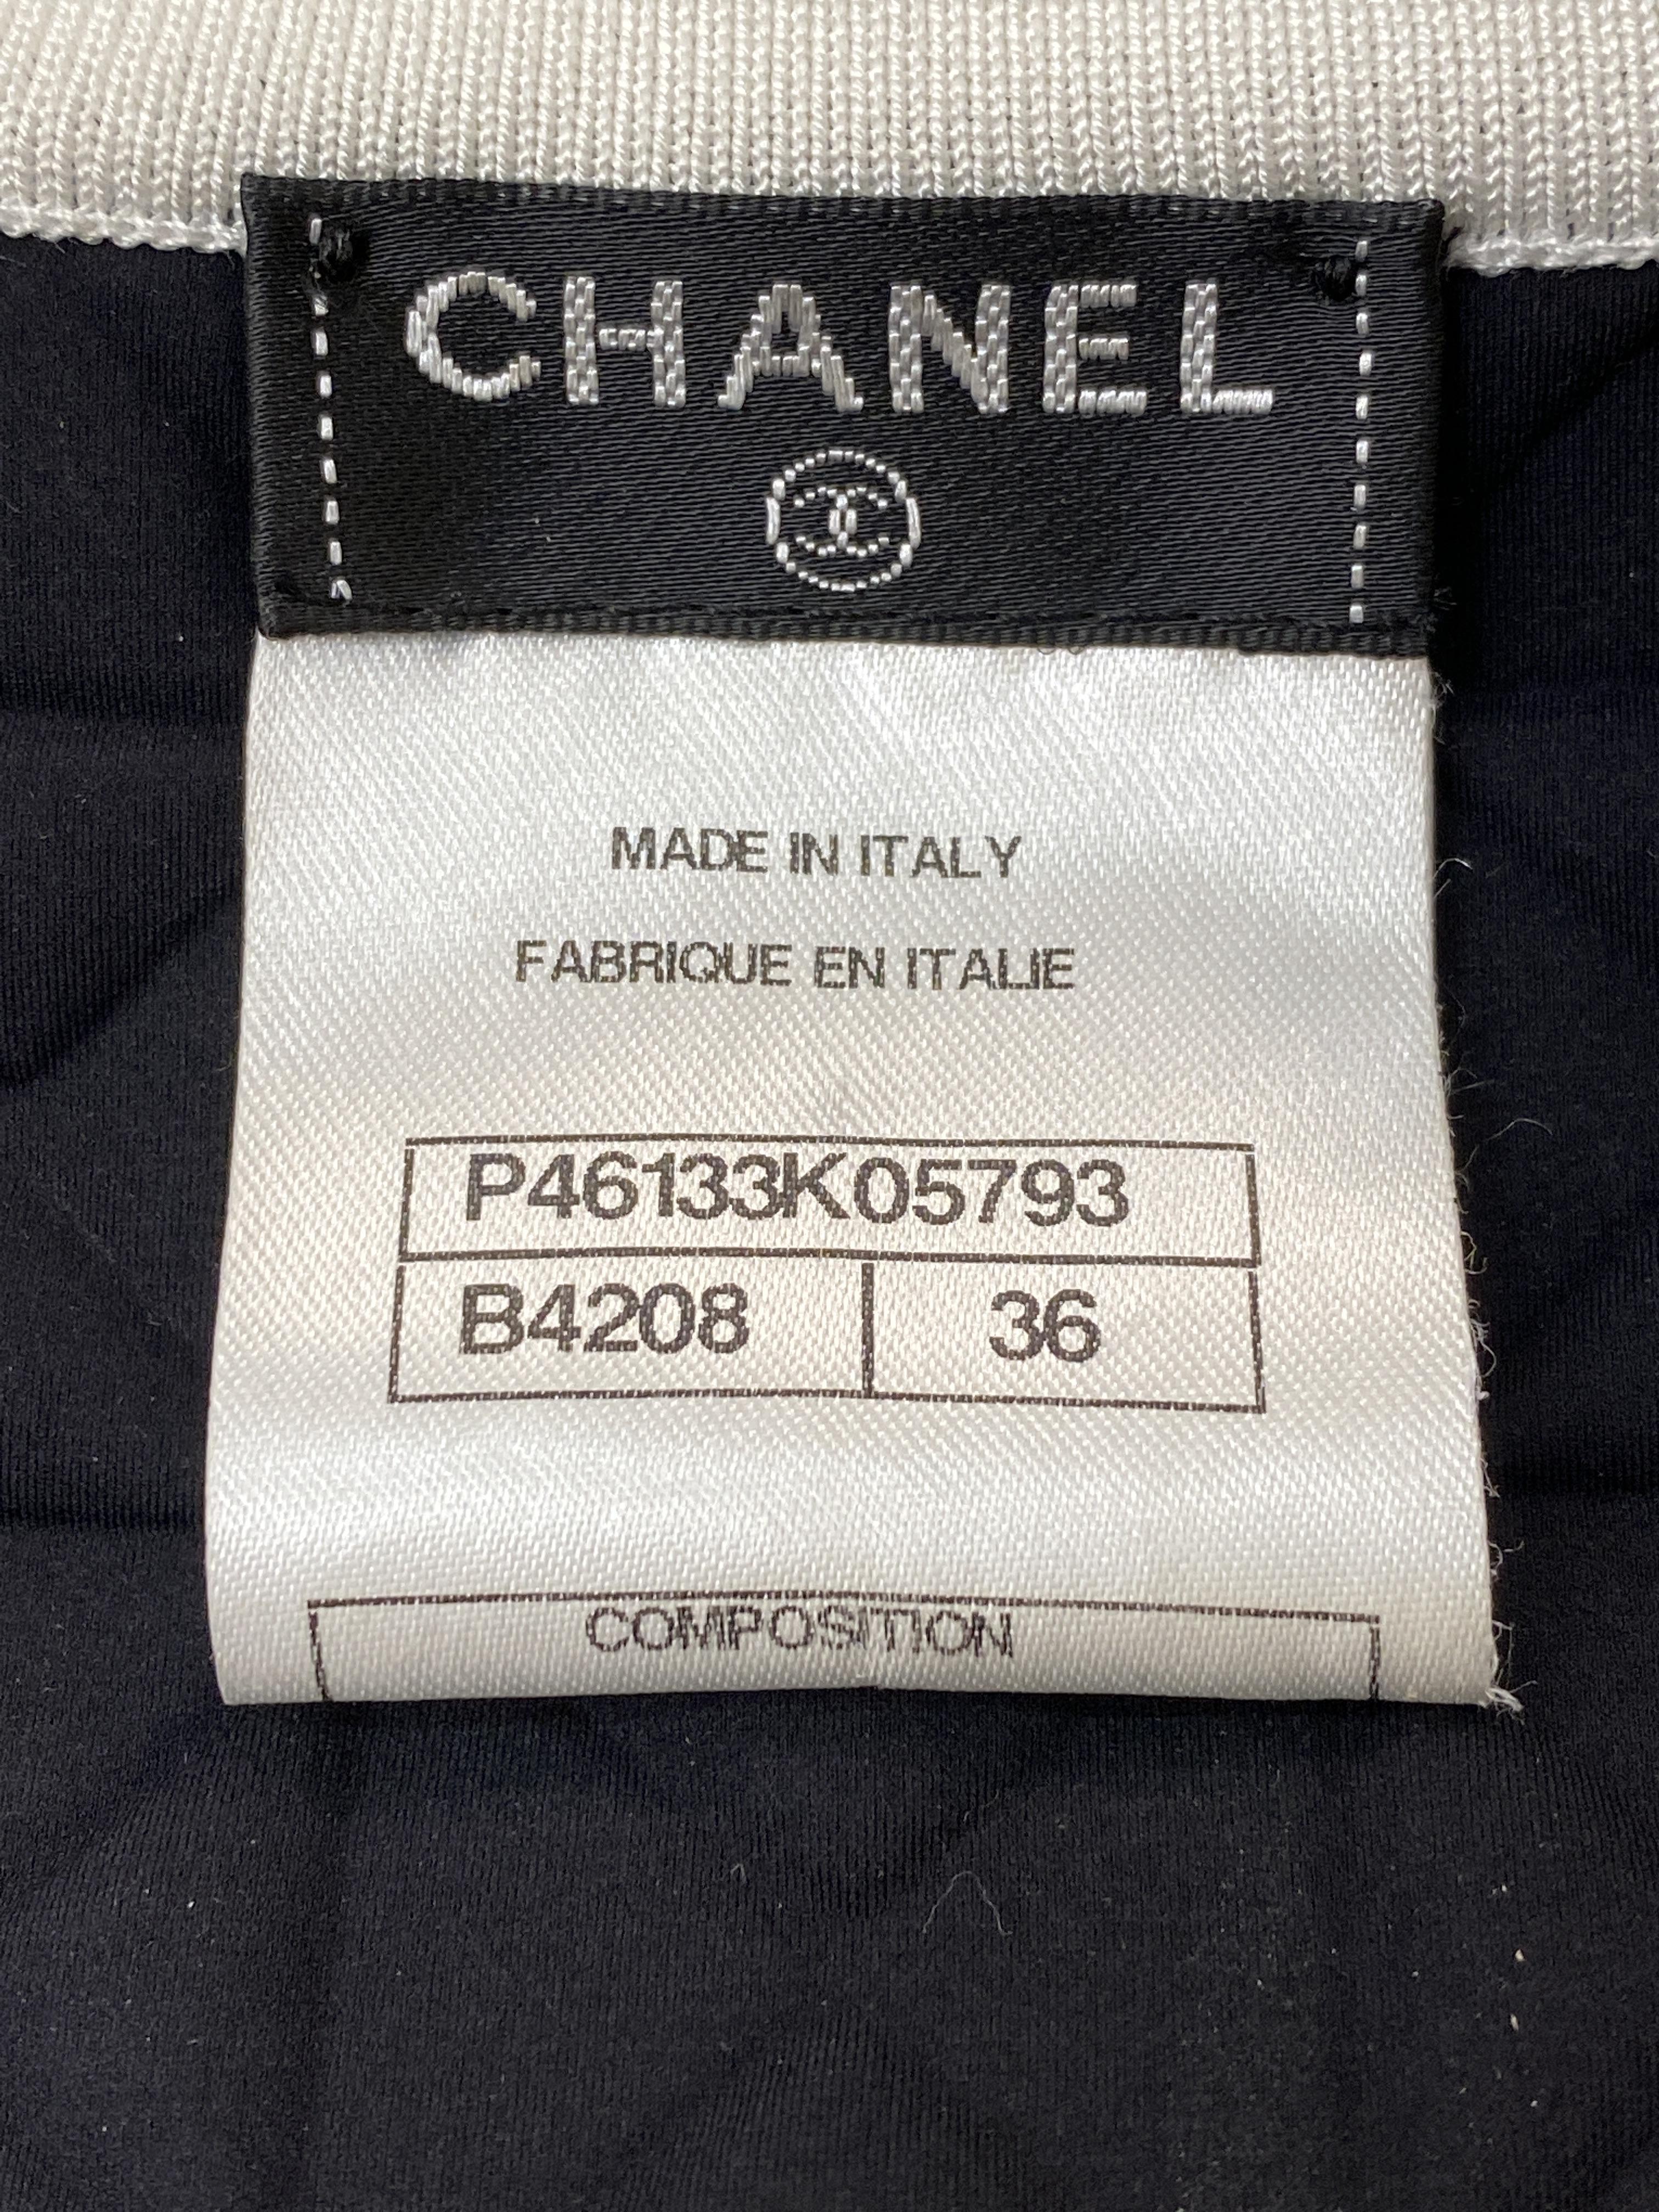 CHANEL
MADE IN ITALY
FABRIQUE EN ITALIE
P46133K05793
B4208 36
COMPOSITION